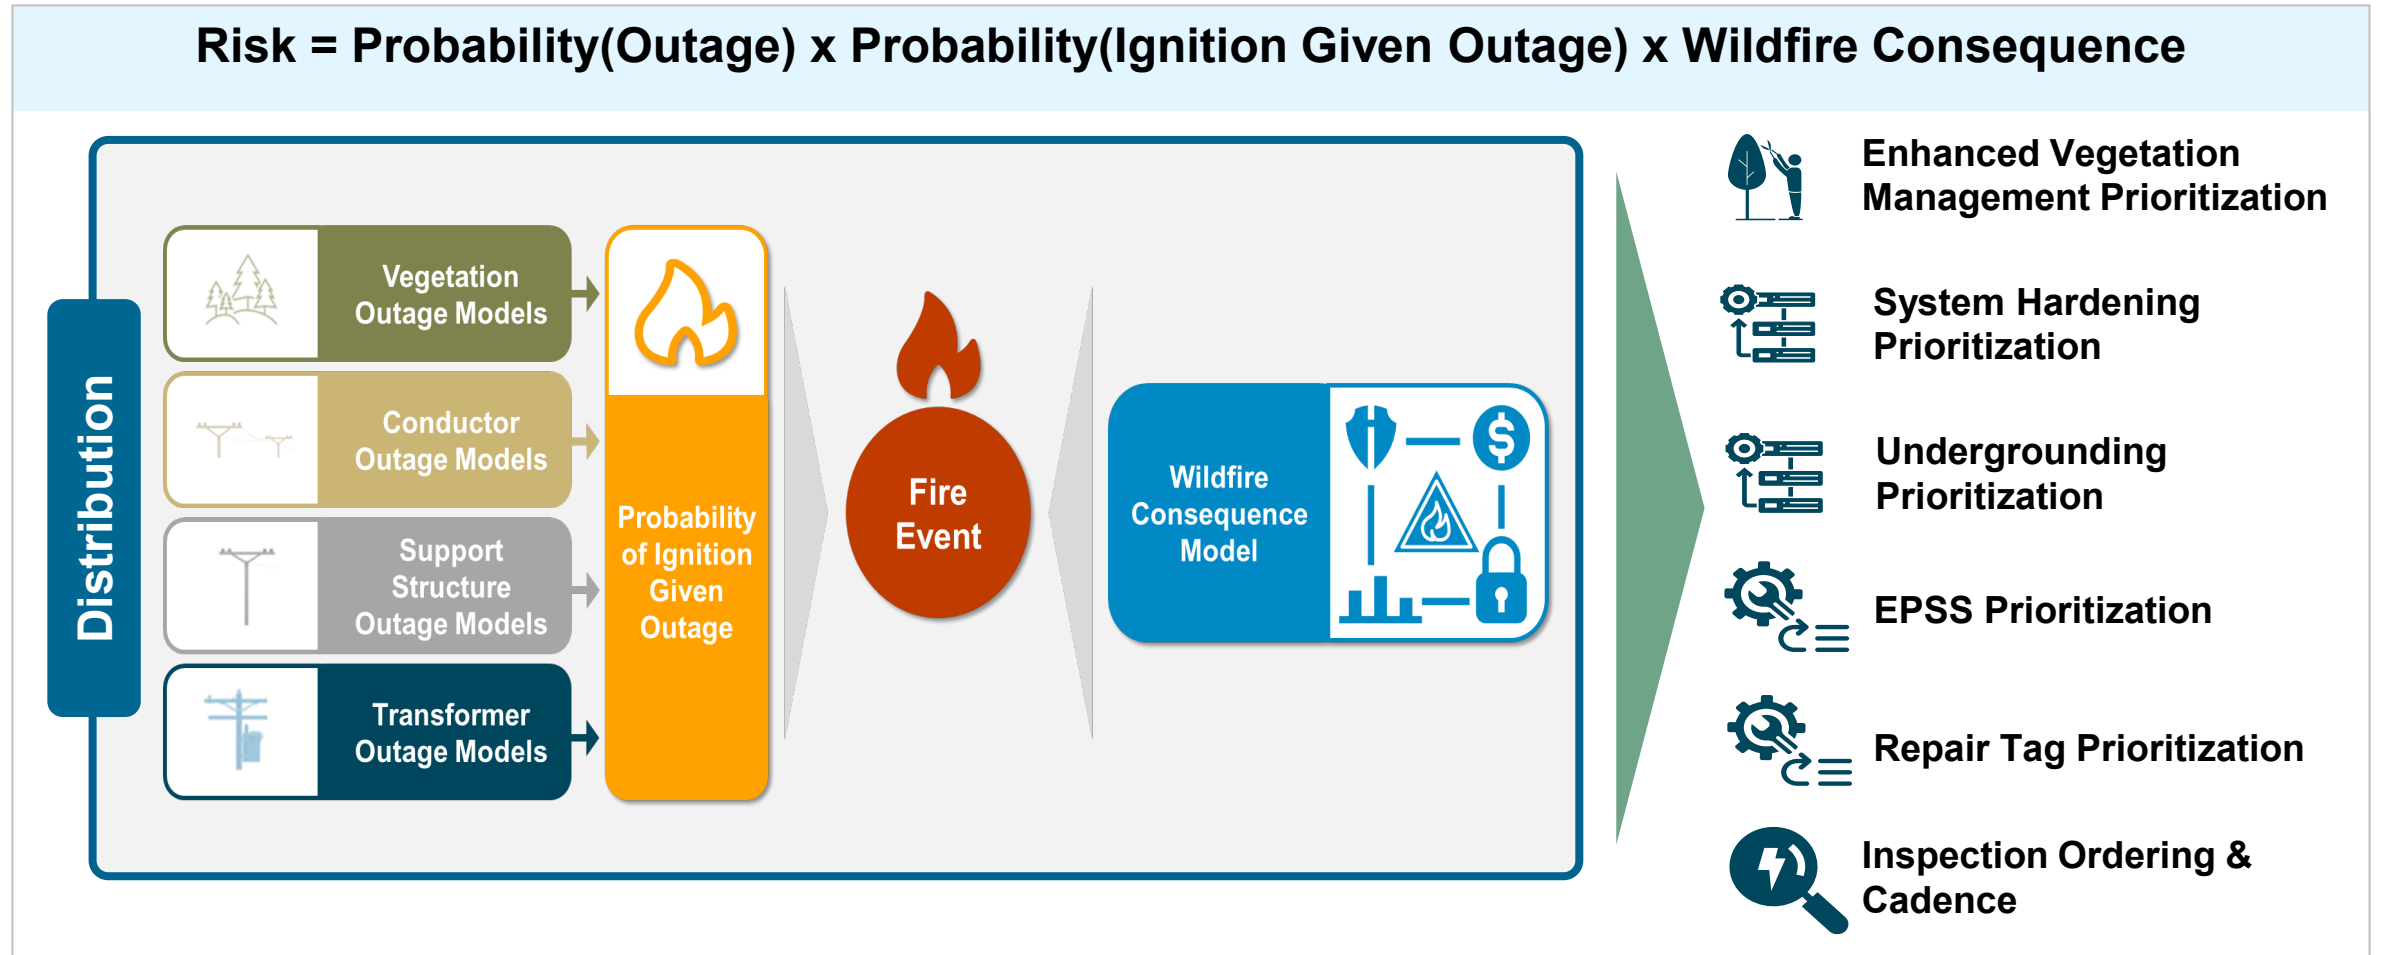 Risk = Probability(Outage) x Probability(Ignition Given Outage) x Wildfire Consequence
Distribution
Vegetation
Outage Models
Conductor
Outage Models
Support
Structure
Outage Models
Transformer
Outage Models
Probability
of Ignition
Given
Outage
Fire
Event
Wildfire
Consequence
Model
$
Enhanced Vegetation
Management Prioritization
System Hardening
Prioritization
Undergrounding
Prioritization
EPSS Prioritization
Repair Tag Prioritization
Inspection Ordering &
Cadence